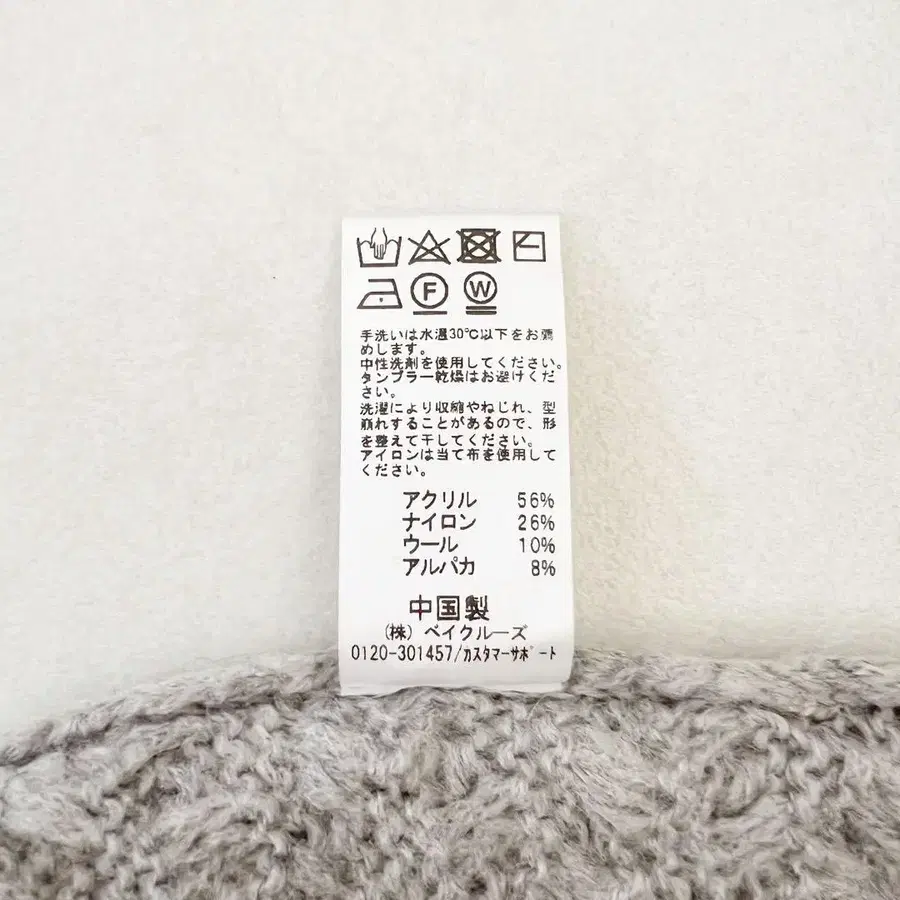 F W
手洗いは水温30℃以下をお薦
めします。
中性洗剤を使用してください。
タンブラー乾燥はお避けくだ
さい。
洗濯により収縮やねじれ、型
崩れすることがあるので、形
を整えて干してください。
アイロンは当て布を使用して
ください。
アクリル 56%
ナイロン 26%
ウール 10%
アルパカ 8%
中国製
(株) ベイクルーズ
0120-301457/ｶｽﾀﾏｰｻﾎﾟｰﾄ